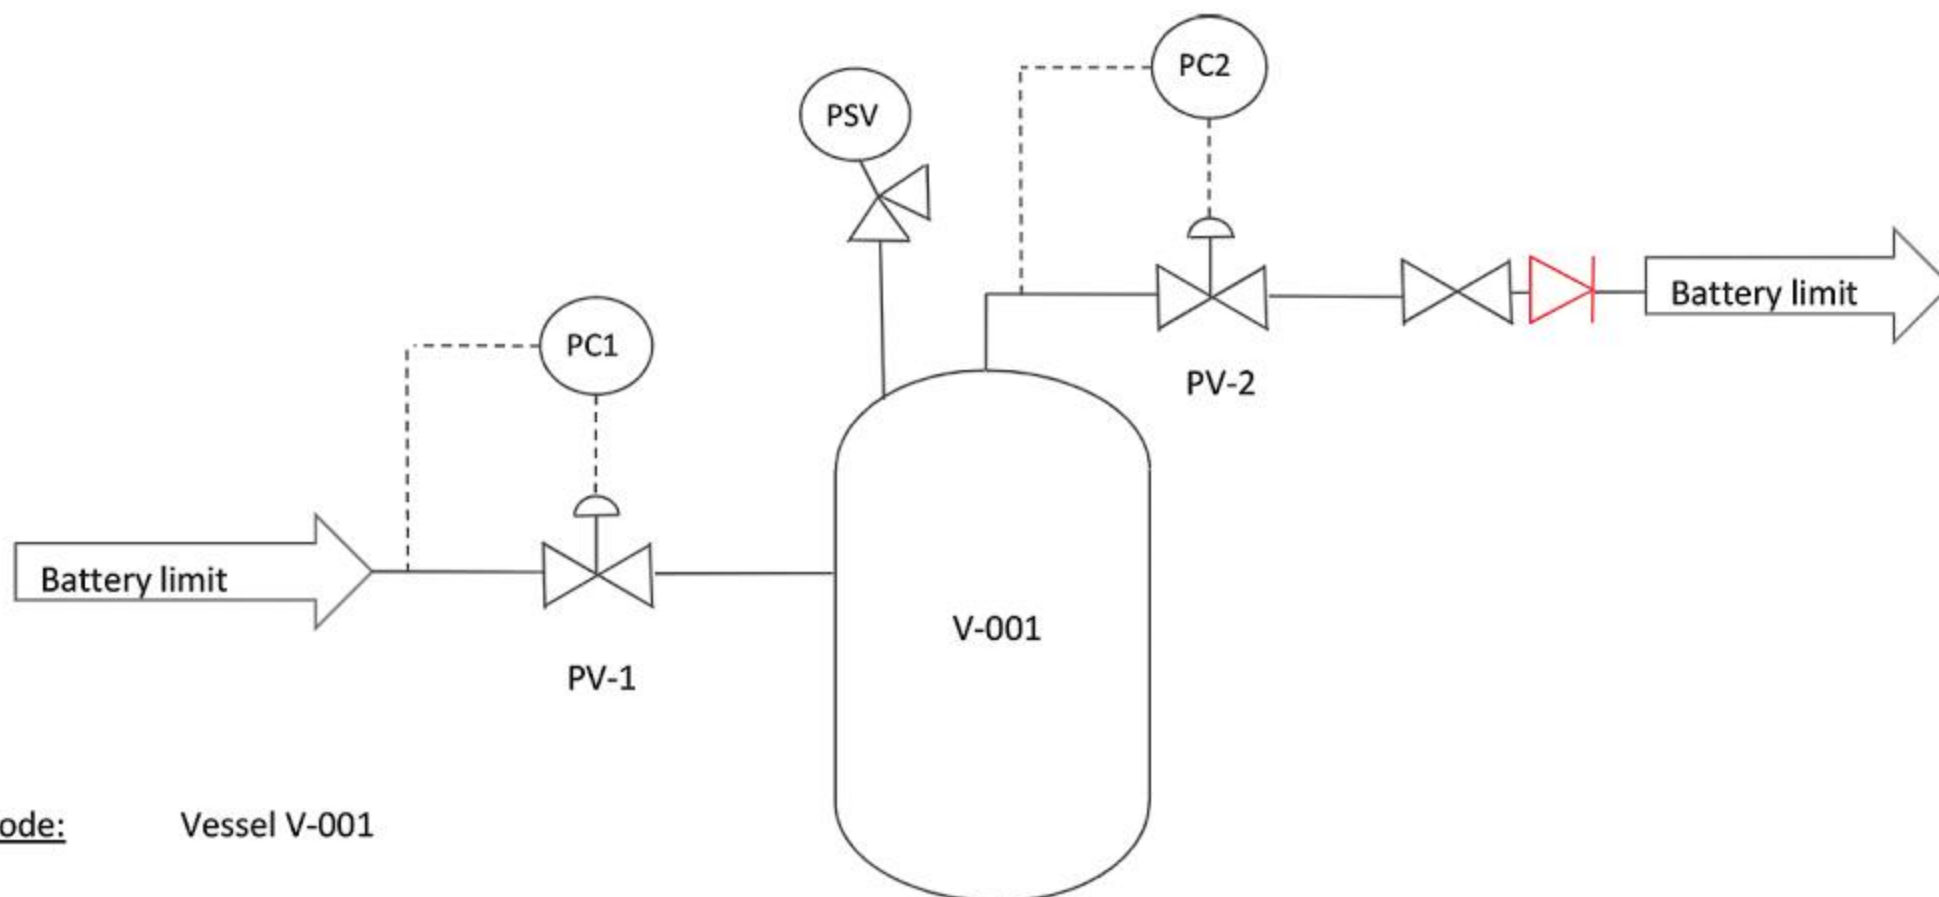 PC2
PSV
Battery limit
PC1
PV-2
Battery limit
V-001
PV-1
ode: Vessel V-001